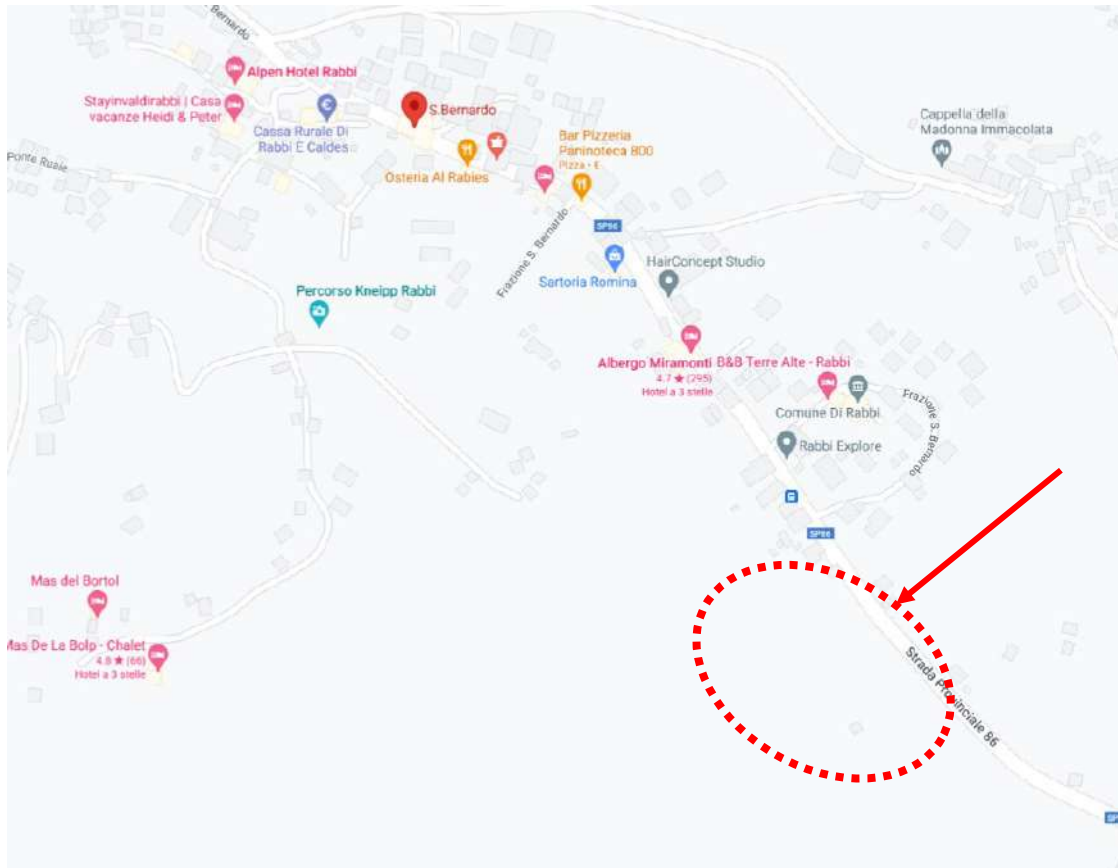 Bernardo
Alpen Hotel Rabbi
Stayinvaldirabbi | Casa
vacanze Heidi & Peter
Cassa Rurale Di
Rabbi E Caldes
S.Bernardo
Osteria Al Rabies
Bar Pizzeria
Paninoteca 800
Pizza · €
Cappella della
Madonna Immacolata
Ponte Ruale
Frazione S. Bernardo
SP86
HairConcept Studio
Sartoria Romina
Percorso Kneipp Rabbi
Albergo Miramonti
4.7 ★ (295)
Hotel a 3 stelle
B&B Terre Alte - Rabbi
Comune Di Rabbi
Frazione S. Bernardo
Rabbi Explore
SP86
Mas del Bortol
Mas De La Bolp - Chalet
4.8 ★ (66)
Hotel a 3 stelle
Strada Provinciale 86
SP